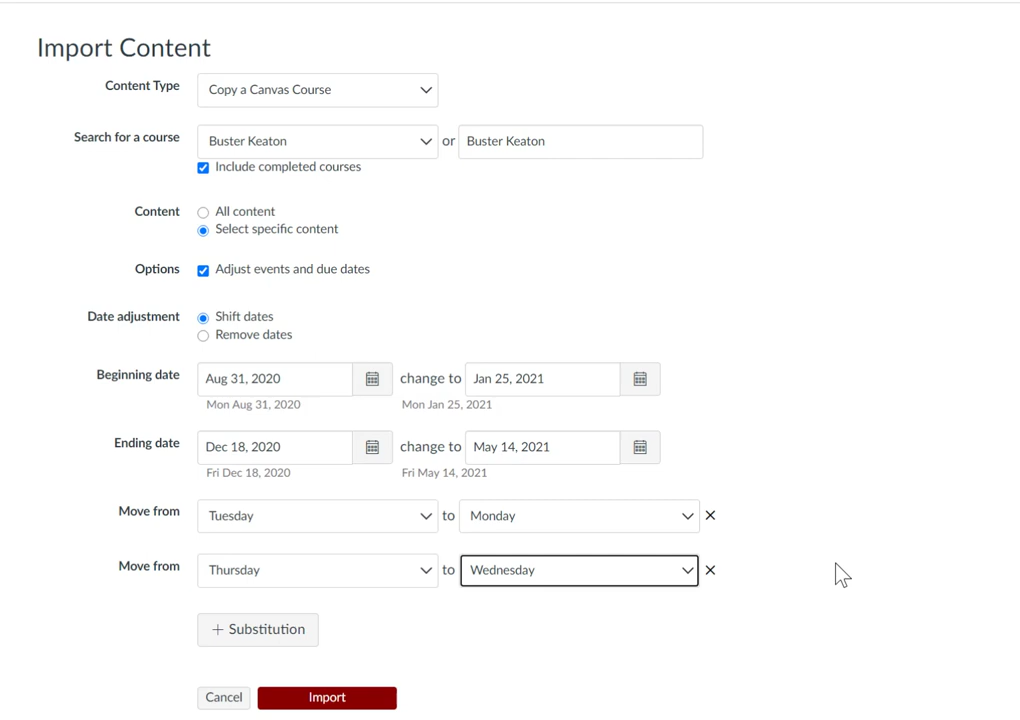 Import Content
Content Type Copy a Canvas Course
Search for a course Buster Keaton or Buster Keaton
Include completed courses
Content All content
Select specific content
Options Adjust events and due dates
Date adjustment Shift dates
Remove dates
Beginning date Aug 31, 2020 change to Jan 25, 2021
Mon Aug 31, 2020 Mon Jan 25, 2021
Ending date Dec 18, 2020 change to May 14, 2021
Fri Dec 18, 2020 Fri May 14, 2021
Move from Tuesday to Monday
Move from Thursday to Wednesday
+ Substitution
Cancel Import